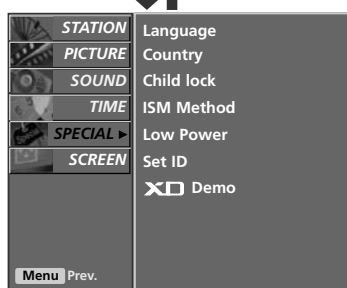 STATION
PICTURE
SOUND
TIME
SPECIAL ►
SCREEN
Menu Prev.
Language
Country
Child lock
ISM Method
Low Power
Set ID
XD Demo